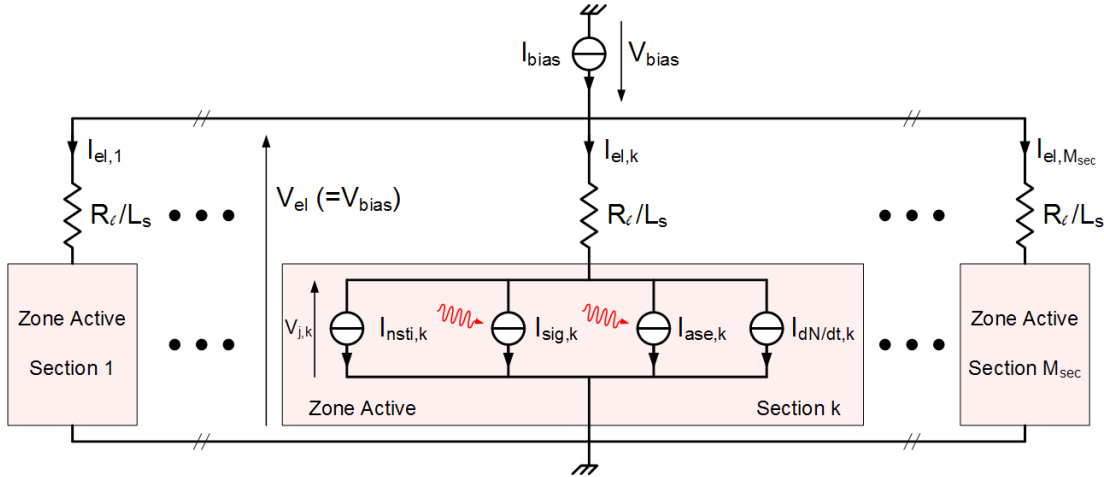 I_bias
V_bias
I_el,1
I_el,k
I_el,M_sec
V_el (=V_bias)
R_ℓ/L_s
R_ℓ/L_s
R_ℓ/L_s
Zone Active
Section 1
V_j,k
I_nsti,k
I_sig,k
I_ase,k
I_dN/dt,k
Zone Active
Section k
Zone Active
Section M_sec